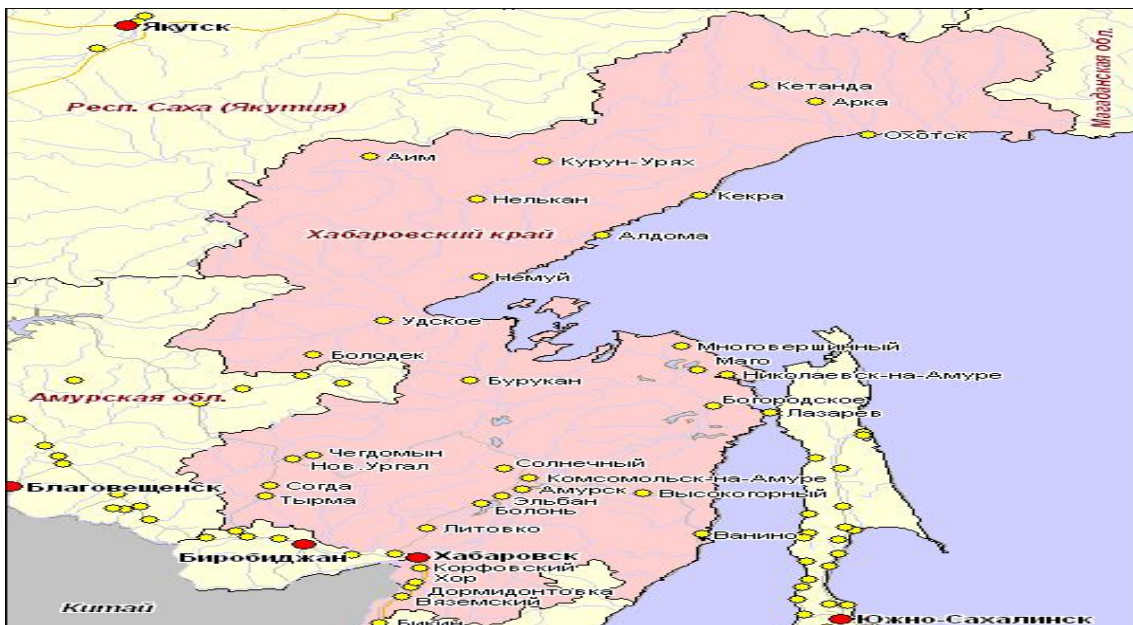 Якутск
Респ. Саха (Якутия)
Магаданская обл.
Кетанда
Арка
Охотск
Аим
Курун-Урях
Нелькан
Кекра
Хабаровский край
Алдома
Немуй
Удское
Болодек
Многовершинный
Маго
Николаевск-на-Амуре
Бурукан
Амурская обл.
Богородское
Лазарев
Чегдомын
Нов.Ургал
Солнечный
Комсомольск-на-Амуре
Согда
Амурск
Высокогорный
Благовещенск
Тырма
Эльбан
Болонь
Литовко
Ванино
Биробиджан
Хабаровск
Корфовский
Хор
Дормидонтовка
Вяземский
Китай
Бикин
Южно-Сахалинск